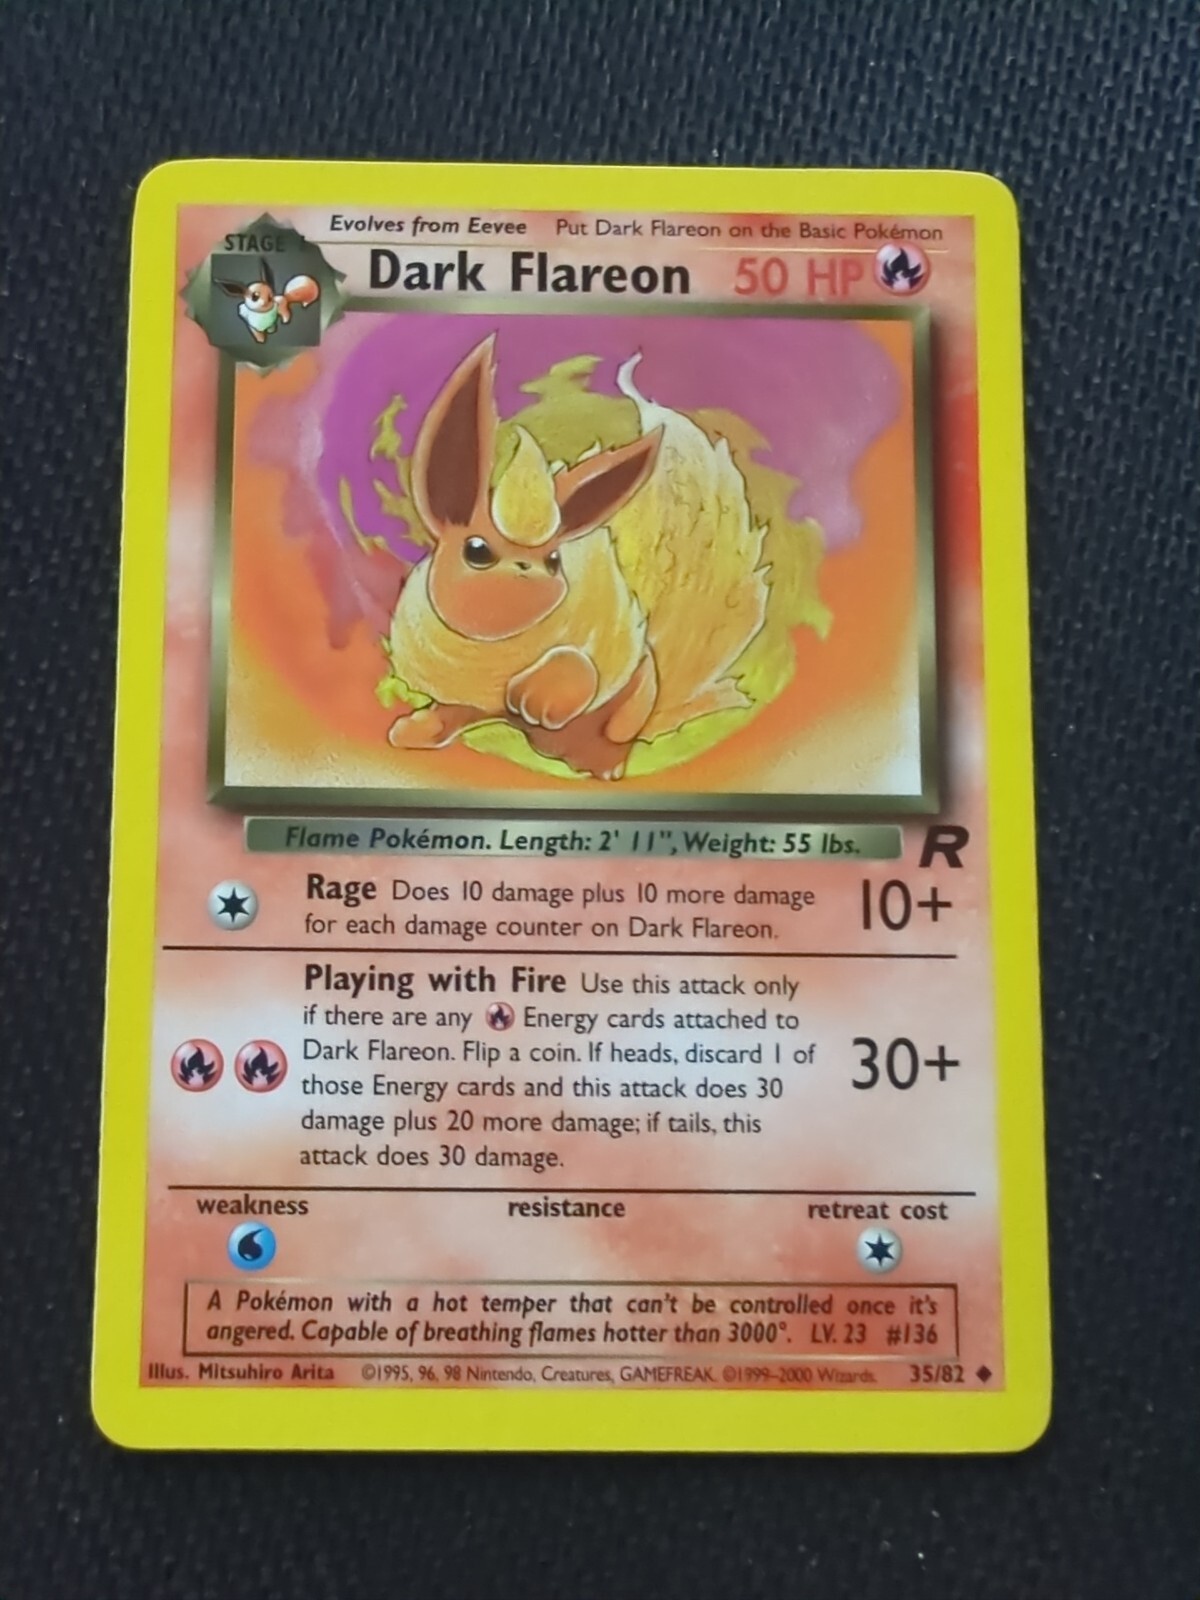 Evolves from Eevee Put Dark Flareon on the Basic Pokémon
STAGE 1
Dark Flareon 50 HP
Flame Pokémon. Length: 2' 11", Weight: 55 lbs.
R
Rage Does 10 damage plus 10 more damage 10+
for each damage counter on Dark Flareon.
Playing with Fire Use this attack only
if there are any Energy cards attached to
Dark Flareon. Flip a coin. If heads, discard 1 of 30+
those Energy cards and this attack does 30
damage plus 20 more damage; if tails, this
attack does 30 damage.
weakness resistance retreat cost
A Pokémon with a hot temper that can't be controlled once it's
angered. Capable of breathing flames hotter than 3000°. LV. 23 #136
Illus. Mitsuhiro Arita ©1995, 96, 98 Nintendo, Creatures, GAMEFREAK. ©1999-2000 Wizards. 35/82